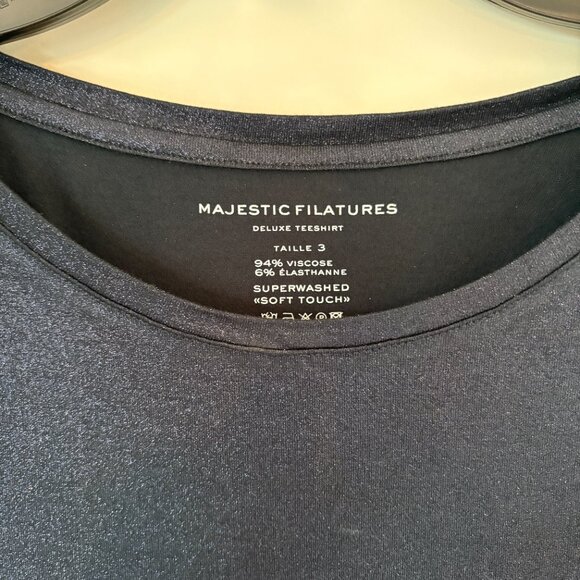 MAJESTIC FILATURES
DELUXE TEESHIRT
TAILLE 3
94% VISCOSE
6% ÉLASTHANNE
SUPERWASHED
«SOFT TOUCH»